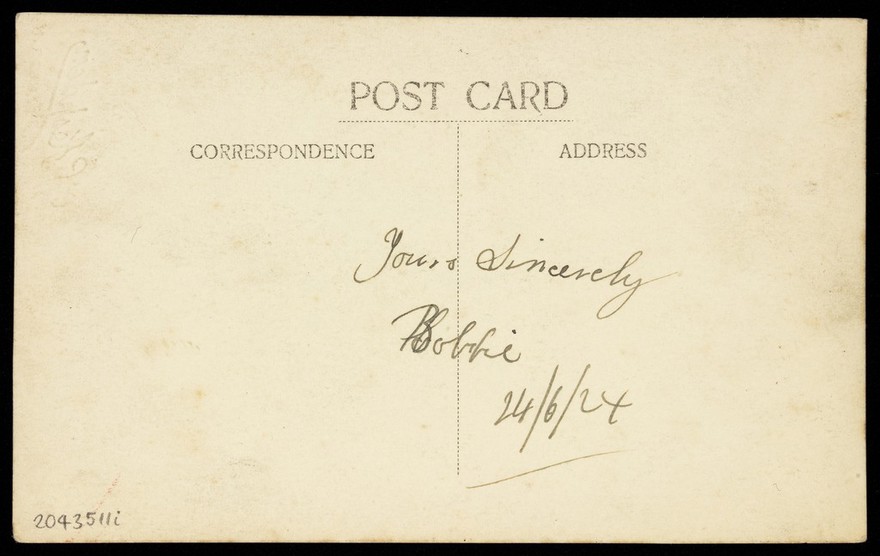 POST CARD
CORRESPONDENCE
ADDRESS
Yours Sincerely
Bobbie
24/6/24
2043511i